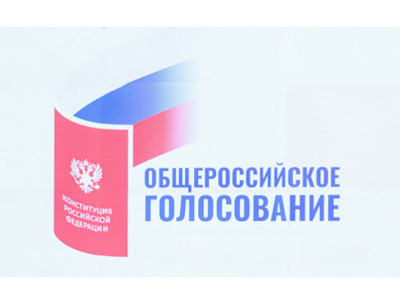 ОБЩЕРОССИЙСКОЕ
ГОЛОСОВАНИЕ
КОНСТИТУЦИЯ
РОССИЙСКОЙ
ФЕДЕРАЦИИ